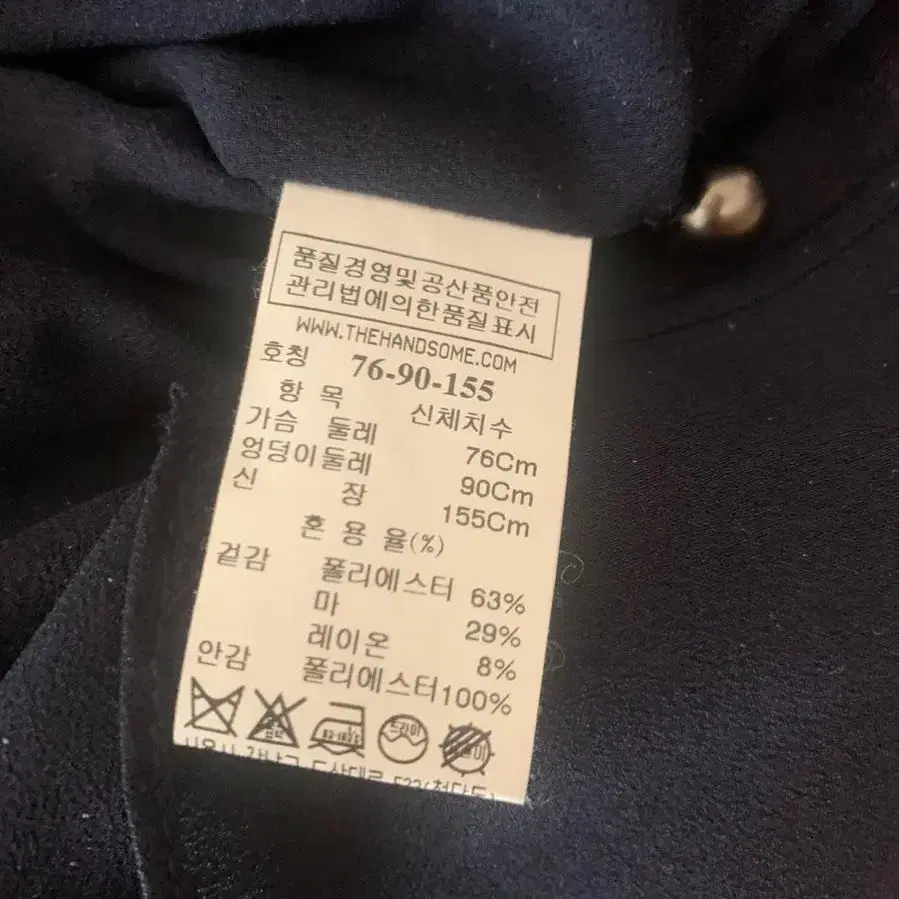 품질경영및공산품안전
관리법에의한품질표시
WWW.THEHANDSOME.COM
호칭 76-90-155
항 목 신체치수
가슴 둘레 76Cm
엉덩이둘레 90Cm
신 장 155Cm
혼 용 율(%)
겉감 폴리에스터 63%
마 29%
레이온 8%
안감 폴리에스터100%
드라이